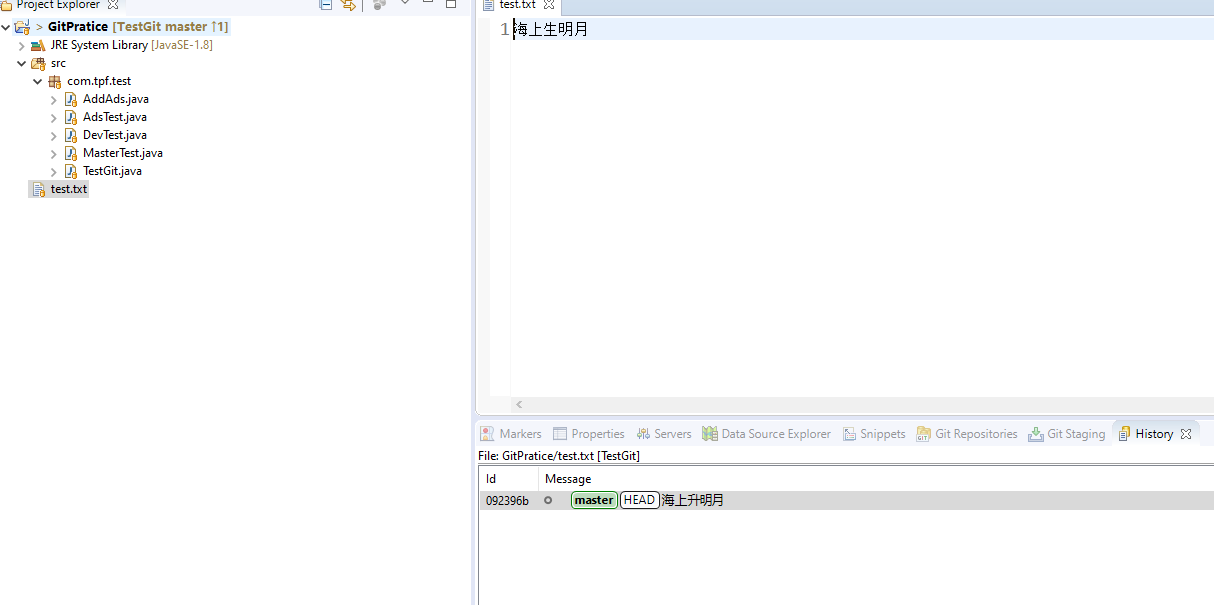 Project Explorer
> GitPratice [TestGit master ↑1]
JRE System Library [JavaSE-1.8]
src
com.tpf.test
AddAds.java
AdsTest.java
DevTest.java
MasterTest.java
TestGit.java
test.txt
test.txt
1 海上生明月
Markers Properties Servers Data Source Explorer Snippets Git Repositories Git Staging History
File: GitPratice/test.txt [TestGit]
Id Message
092396b master HEAD 海上升明月